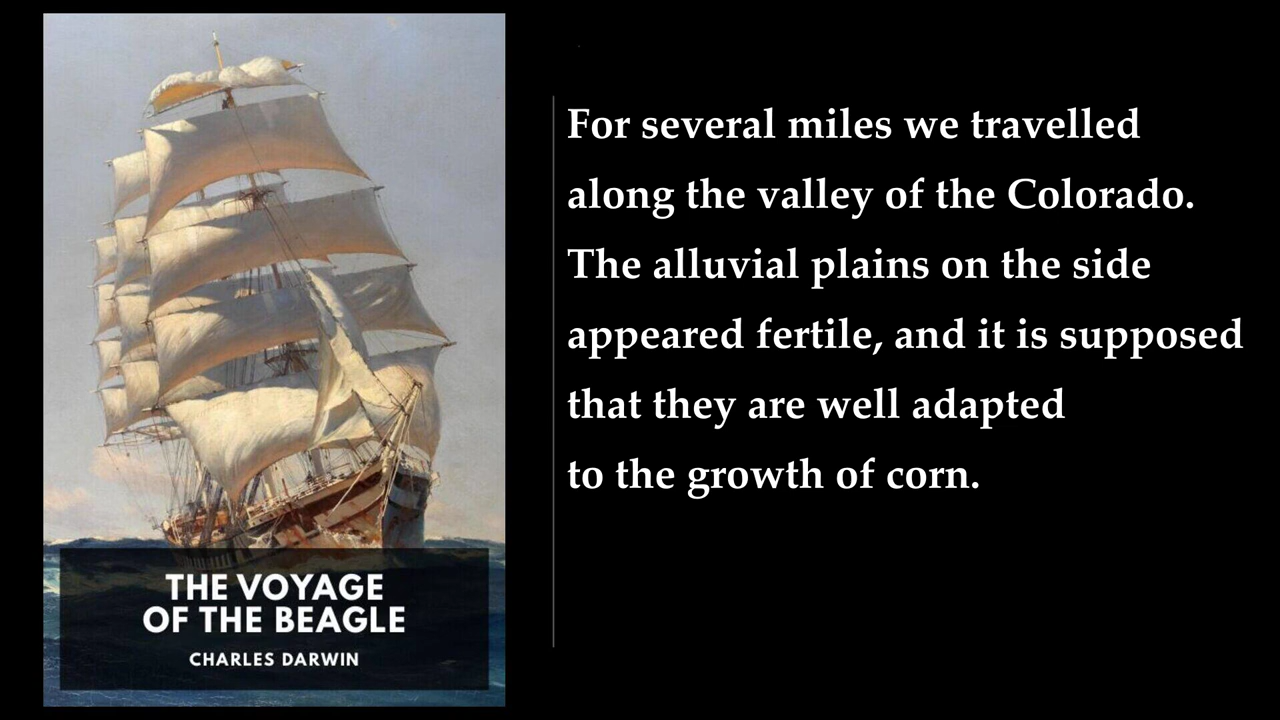 THE VOYAGE
OF THE BEAGLE
CHARLES DARWIN
For several miles we travelled
along the valley of the Colorado.
The alluvial plains on the side
appeared fertile, and it is supposed
that they are well adapted
to the growth of corn.